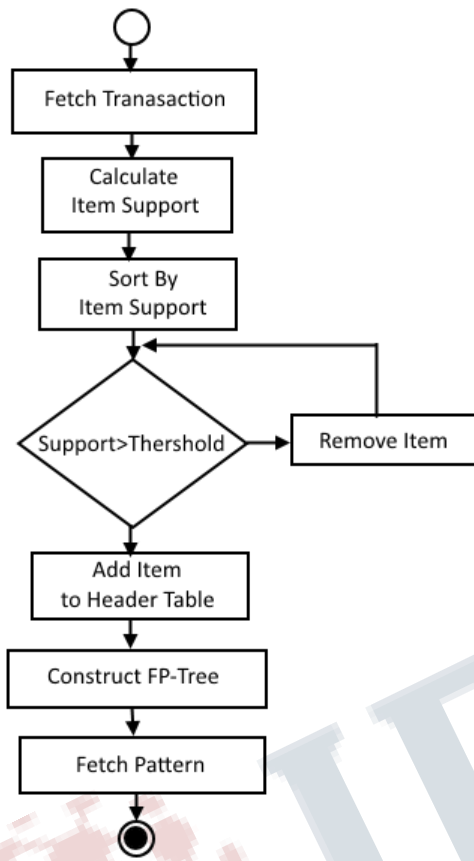 Fetch Tranasaction
Calculate
Item Support
Sort By
Item Support
Support>Thershold
Remove Item
Add Item
to Header Table
Construct FP-Tree
Fetch Pattern